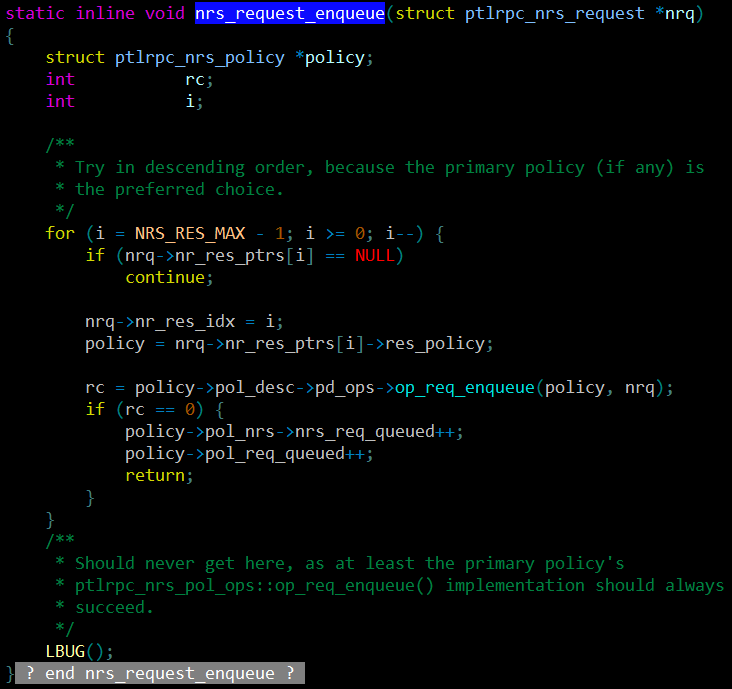 static inline void nrs_request_enqueue(struct ptlrpc_nrs_request *nrq)
{
    struct ptlrpc_nrs_policy *policy;
    int           rc;
    int           i;

    /**
     * Try in descending order, because the primary policy (if any) is
     * the preferred choice.
     */
    for (i = NRS_RES_MAX - 1; i >= 0; i--) {
        if (nrq->nr_res_ptrs[i] == NULL)
            continue;

        nrq->nr_res_idx = i;
        policy = nrq->nr_res_ptrs[i]->res_policy;

        rc = policy->pol_desc->pd_ops->op_req_enqueue(policy, nrq);
        if (rc == 0) {
            policy->pol_nrs->nrs_req_queued++;
            policy->pol_req_queued++;
            return;
        }
    }
    /**
     * Should never get here, as at least the primary policy's
     * ptlrpc_nrs_pol_ops::op_req_enqueue() implementation should always
     * succeed.
     */
    LBUG();
} ? end nrs_request_enqueue ?